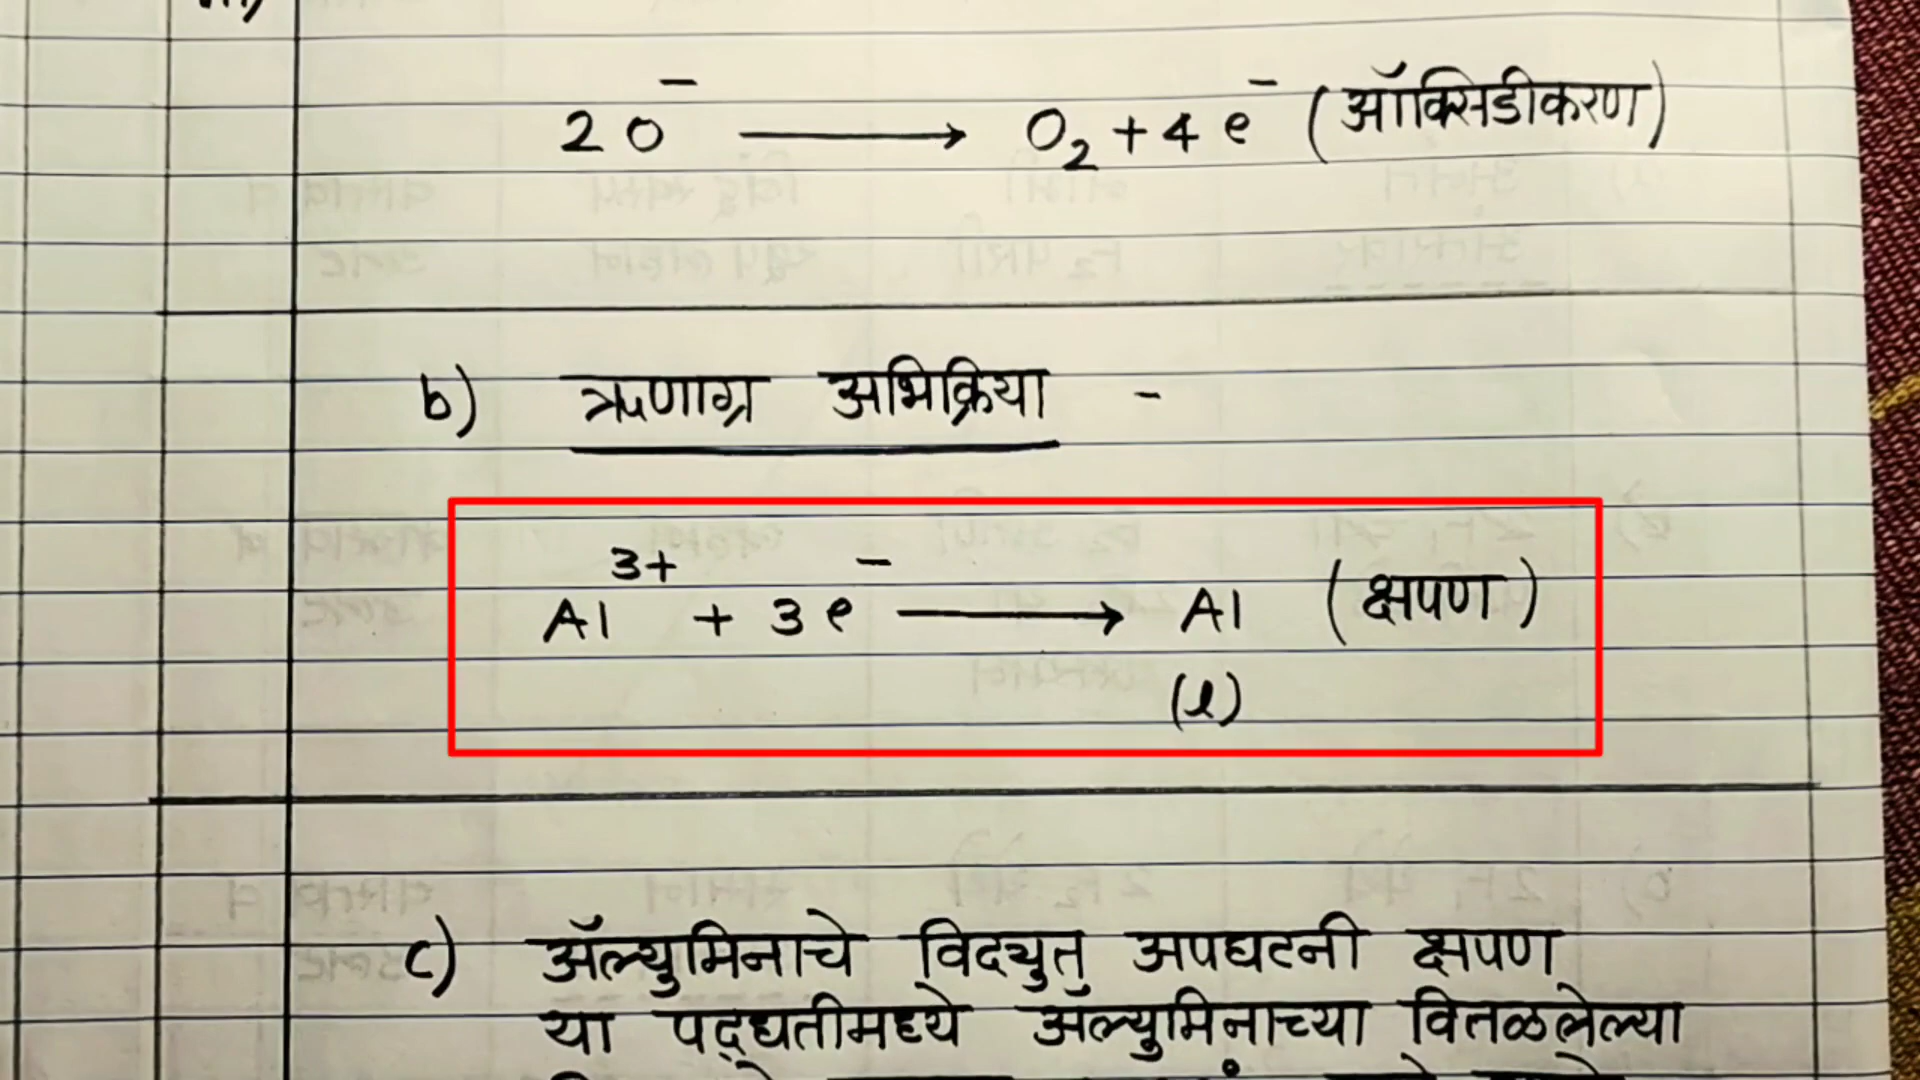 2O⁻ ⟶ O₂ + 4e⁻ (ऑक्सिडीकरण)
b) ऋणाग्र अभिक्रिया -
Al³⁺ + 3e⁻ ⟶ Al (क्षपण)
(l)
c) ॲल्युमिनाचे विद्युत अपघटनी क्षपण
या पद्धतीमध्ये ॲल्युमिनाच्या वितळलेल्या